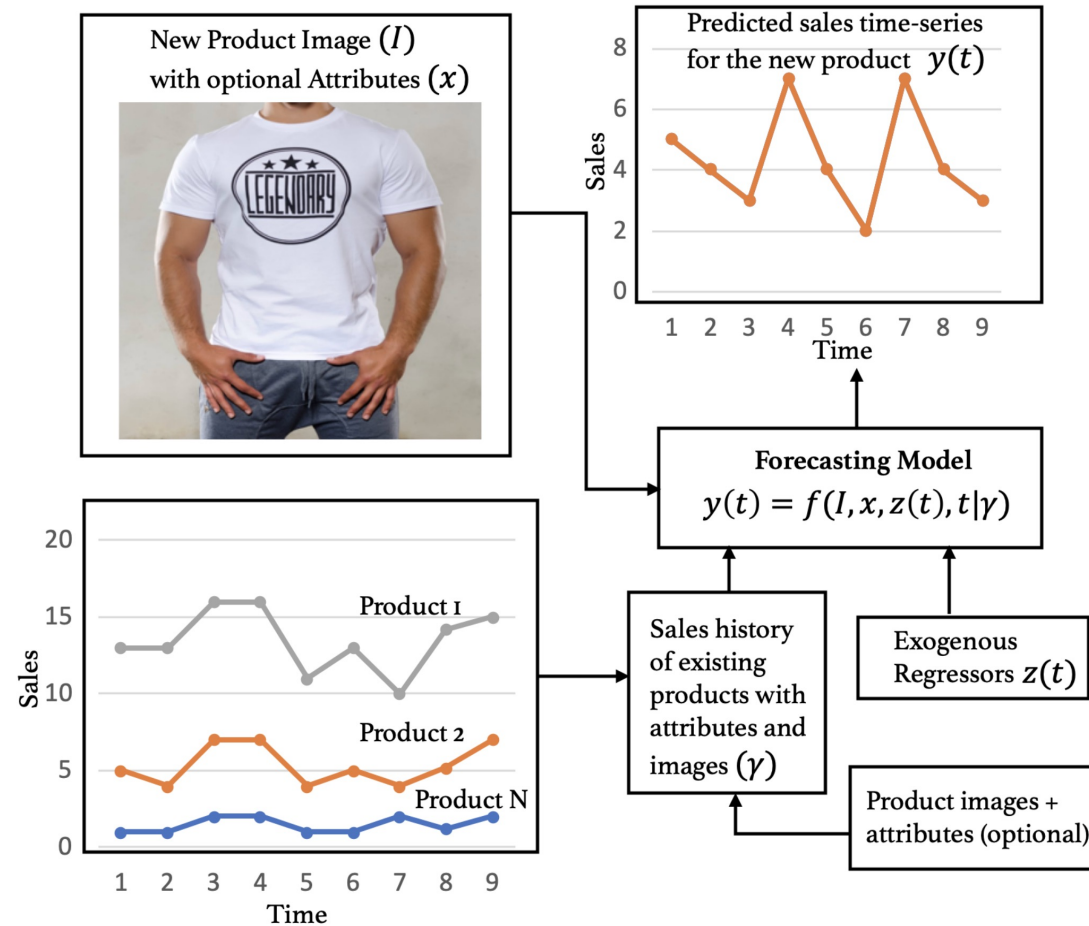 New Product Image (I)
with optional Attributes (x)
LEGENDARY
Predicted sales time-series
for the new product y(t)
8
6
4
2
0
Sales
1 2 3 4 5 6 7 8 9
Time
Forecasting Model
y(t) = f(I, x, z(t), t|γ)
20
15
10
5
0
Sales
Product 1
Product 2
Product N
1 2 3 4 5 6 7 8 9
Time
Sales history
of existing
products with
attributes and
images (γ)
Exogenous
Regressors z(t)
Product images +
attributes (optional)